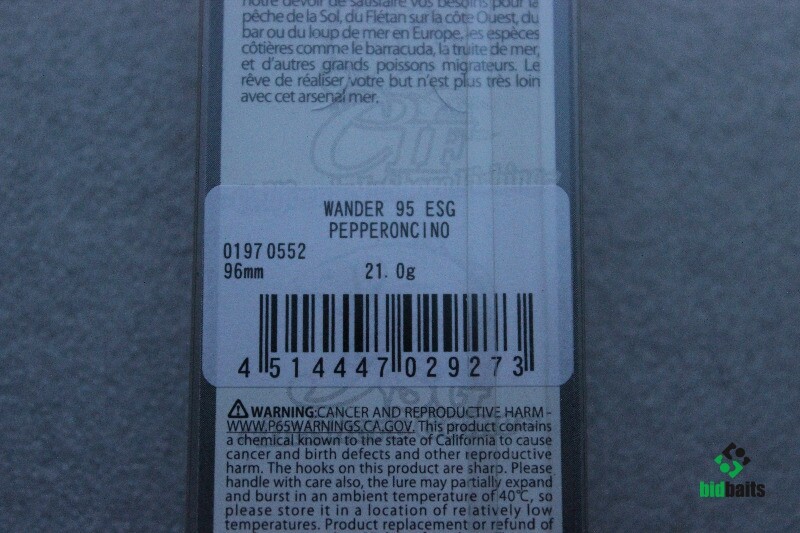 notre devoir de satisfaire vos besoins pour la
pêche de la Sol, du Flétan sur la côte Ouest, du
bar ou du loup de mer en Europe, les espèces
côtières comme le barracuda, la truite de mer,
et d'autres grands poissons migrateurs. Le
rêve de réaliser votre but n'est plus très loin
avec cet arsenal mer.
WANDER 95 ESG
PEPPERONCINO
01970552
96mm 21.0g
4 514447 029273
WARNING:CANCER AND REPRODUCTIVE HARM -
WWW.P65WARNINGS.CA.GOV. This product contains
a chemical known to the state of California to cause
cancer and birth defects and other reproductive
harm. The hooks on this product are sharp. Please
handle with care also, the lure may partially expand
and burst in an ambient temperature of 40°C, so
please store it in a location of relatively low
temperatures. Product replacement or refund of
bidbaits